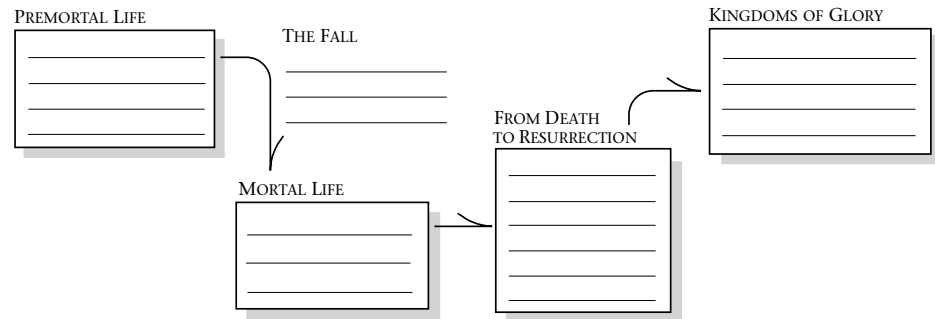 PREMORTAL LIFE
THE FALL
MORTAL LIFE
FROM DEATH
TO RESURRECTION
KINGDOMS OF GLORY